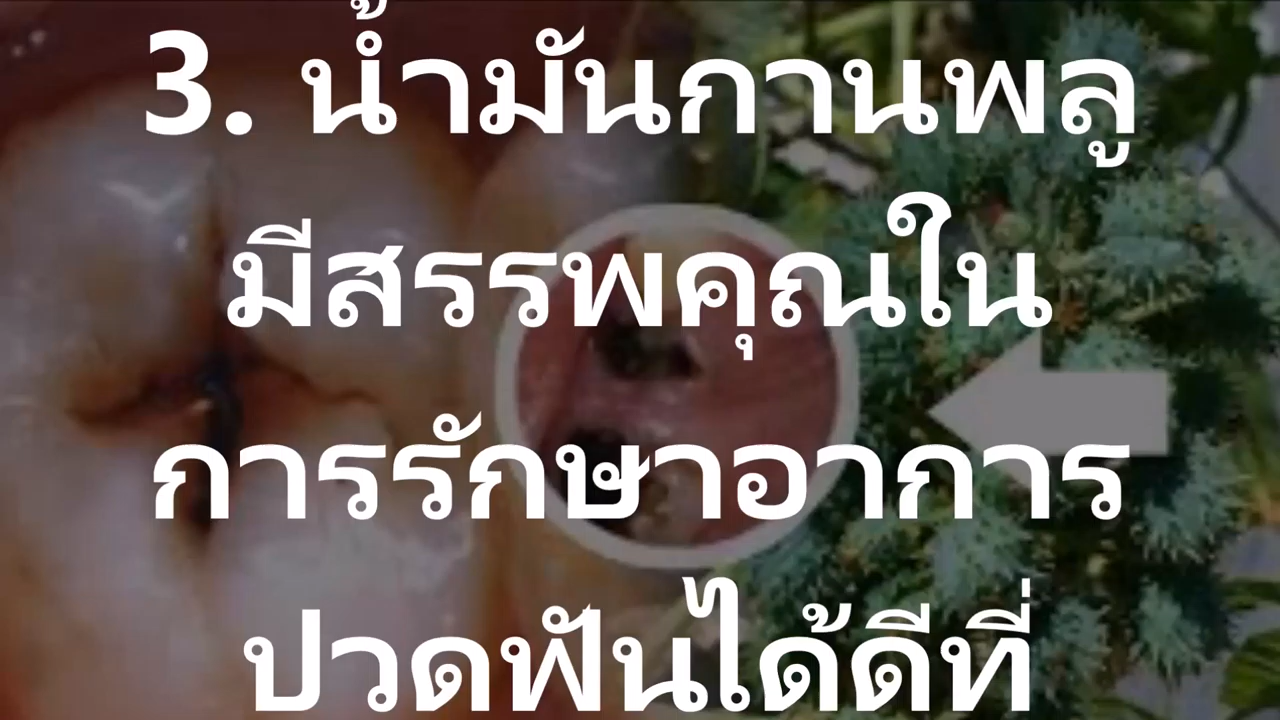 3. น้ำมันกานพลู
มีสรรพคุณใน
การรักษาอาการ
ปวดฟันได้ดีที่